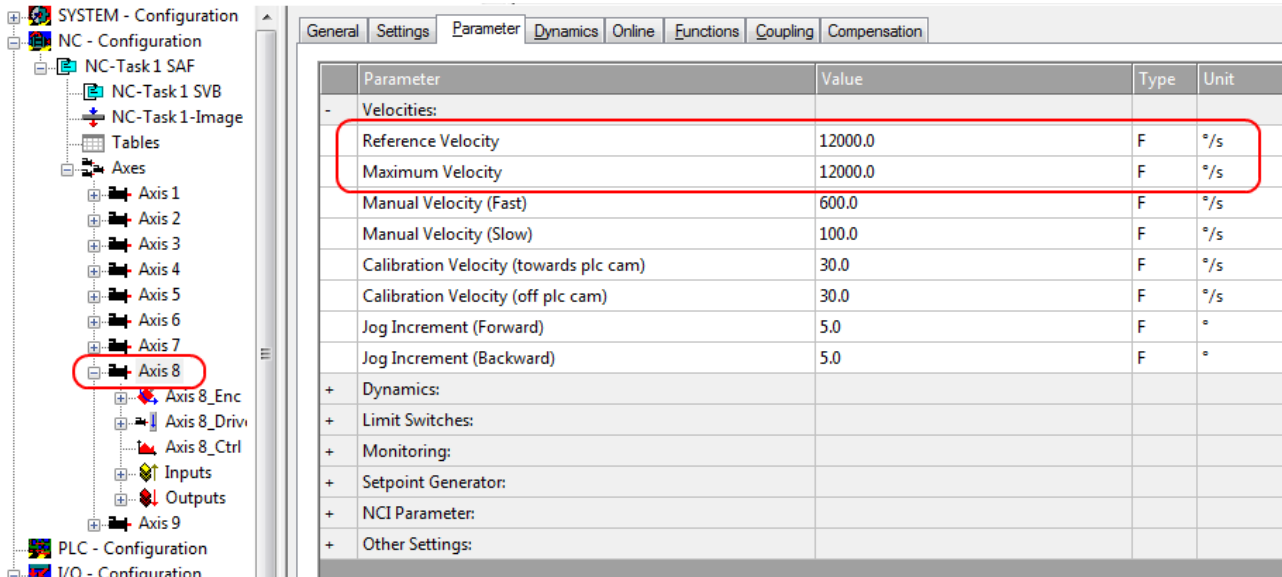 SYSTEM - Configuration
NC - Configuration
NC-Task 1 SAF
NC-Task 1 SVB
NC-Task 1-Image
Tables
Axes
Axis 1
Axis 2
Axis 3
Axis 4
Axis 5
Axis 6
Axis 7
Axis 8
Axis 8_Enc
Axis 8_Driv
Axis 8_Ctrl
Inputs
Outputs
Axis 9
PLC - Configuration
I/O - Configuration
General Settings Parameter Dynamics Online Functions Coupling Compensation
Parameter Value Type Unit
- Velocities:
Reference Velocity 12000.0 F °/s
Maximum Velocity 12000.0 F °/s
Manual Velocity (Fast) 600.0 F °/s
Manual Velocity (Slow) 100.0 F °/s
Calibration Velocity (towards plc cam) 30.0 F °/s
Calibration Velocity (off plc cam) 30.0 F °/s
Jog Increment (Forward) 5.0 F °
Jog Increment (Backward) 5.0 F °
+ Dynamics:
+ Limit Switches:
+ Monitoring:
+ Setpoint Generator:
+ NCI Parameter:
+ Other Settings: